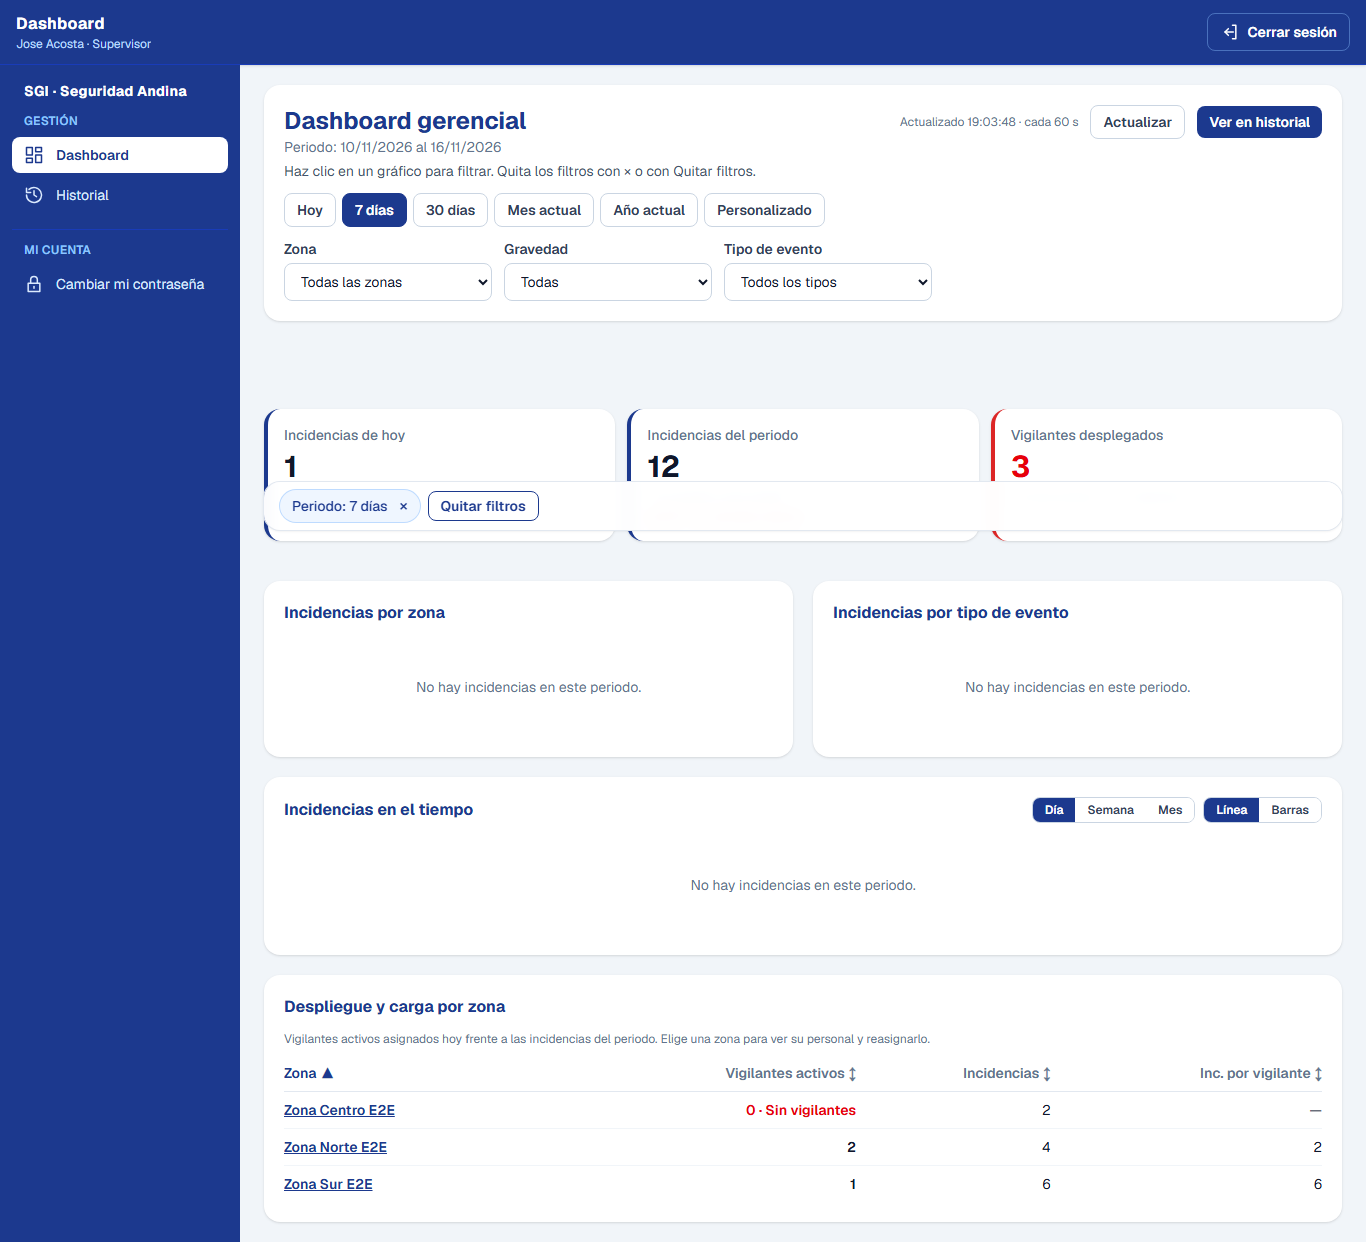 Dashboard
Jose Acosta · Supervisor
Cerrar sesión
SGI · Seguridad Andina
GESTIÓN
Dashboard
Historial
MI CUENTA
Cambiar mi contraseña
Dashboard gerencial
Actualizado 19:03:48 · cada 60 s
Actualizar
Ver en historial
Periodo: 10/11/2026 al 16/11/2026
Haz clic en un gráfico para filtrar. Quita los filtros con × o con Quitar filtros.
Hoy
7 días
30 días
Mes actual
Año actual
Personalizado
Zona
Gravedad
Tipo de evento
Todas las zonas
Todas
Todos los tipos
Incidencias de hoy
1
Incidencias del periodo
12
Vigilantes desplegados
3
Periodo: 7 días ×
Quitar filtros
Incidencias por zona
No hay incidencias en este periodo.
Incidencias por tipo de evento
No hay incidencias en este periodo.
Incidencias en el tiempo
Día
Semana
Mes
Línea
Barras
No hay incidencias en este periodo.
Despliegue y carga por zona
Vigilantes activos asignados hoy frente a las incidencias del periodo. Elige una zona para ver su personal y reasignarlo.
Zona ▲ Vigilantes activos ↕ Incidencias ↕ Inc. por vigilante ↕
Zona Centro E2E 0 · Sin vigilantes 2 —
Zona Norte E2E 2 4 2
Zona Sur E2E 1 6 6